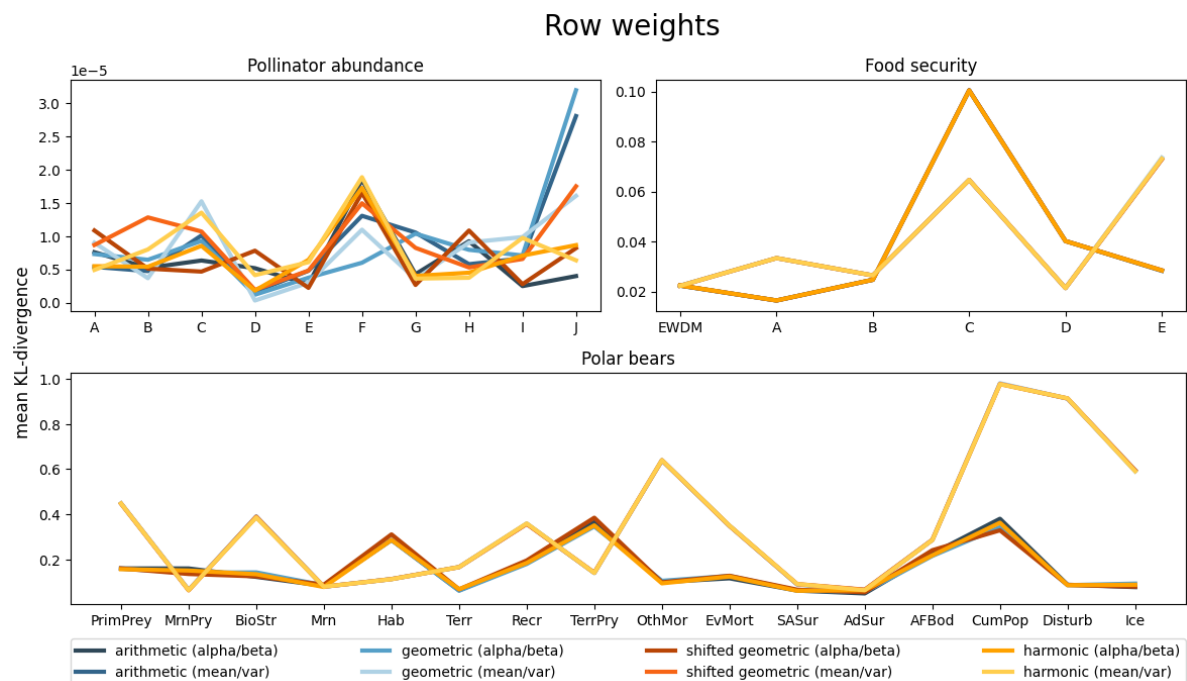 Row weights
Pollinator abundance
1e−5
3.0
2.5
2.0
1.5
1.0
0.5
0.0
A B C D E F G H I J
Food security
0.10
0.08
0.06
0.04
0.02
EWDM A B C D E
mean KL-divergence
Polar bears
1.0
0.8
0.6
0.4
0.2
PrimPrey MrnPry BioStr Mrn Hab Terr Recr TerrPry OthMor EvMort SASur AdSur AFBod CumPop Disturb Ice
arithmetic (alpha/beta) geometric (alpha/beta) shifted geometric (alpha/beta) harmonic (alpha/beta)
arithmetic (mean/var) geometric (mean/var) shifted geometric (mean/var) harmonic (mean/var)